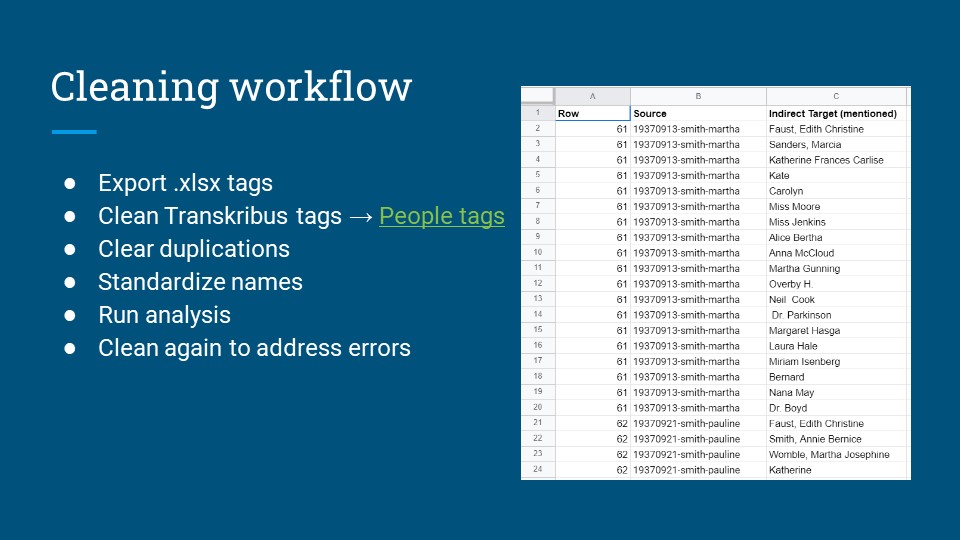 Cleaning workflow
● Export .xlsx tags
● Clean Transkribus tags → People tags
● Clear duplications
● Standardize names
● Run analysis
● Clean again to address errors
A B C
1 Row Source Indirect Target (mentioned)
2 61 19370913-smith-martha Faust, Edith Christine
3 61 19370913-smith-martha Sanders, Marcia
4 61 19370913-smith-martha Katherine Frances Carlise
5 61 19370913-smith-martha Kate
6 61 19370913-smith-martha Carolyn
7 61 19370913-smith-martha Miss Moore
8 61 19370913-smith-martha Miss Jenkins
9 61 19370913-smith-martha Alice Bertha
10 61 19370913-smith-martha Anna McCloud
11 61 19370913-smith-martha Martha Gunning
12 61 19370913-smith-martha Overby H.
13 61 19370913-smith-martha Neil Cook
14 61 19370913-smith-martha Dr. Parkinson
15 61 19370913-smith-martha Margaret Hasga
16 61 19370913-smith-martha Laura Hale
17 61 19370913-smith-martha Miriam Isenberg
18 61 19370913-smith-martha Bernard
19 61 19370913-smith-martha Nana May
20 61 19370913-smith-martha Dr. Boyd
21 62 19370921-smith-pauline Faust, Edith Christine
22 62 19370921-smith-pauline Smith, Annie Bernice
23 62 19370921-smith-pauline Womble, Martha Josephine
24 62 19370921-smith-pauline Katherine